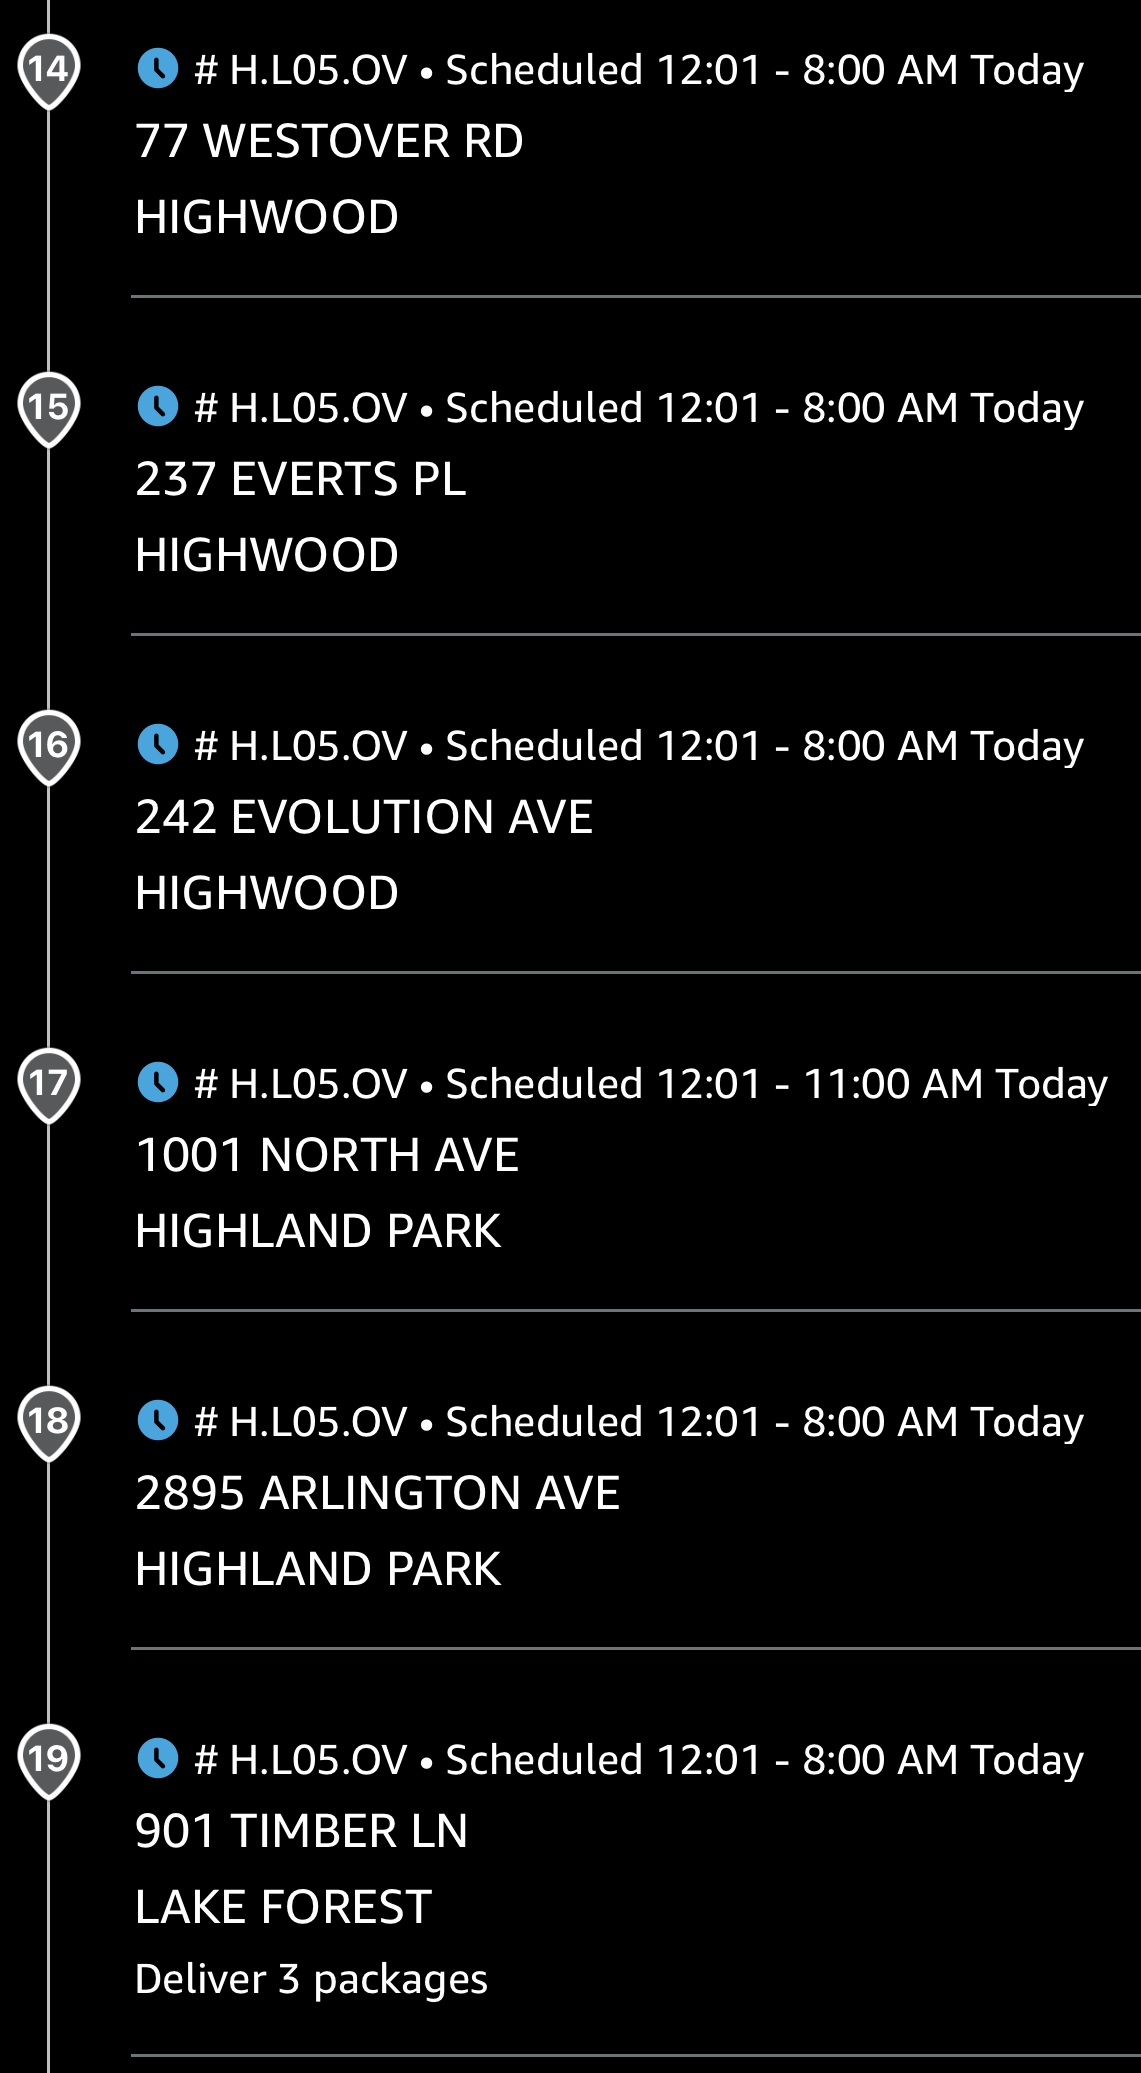 14
# H.L05.OV • Scheduled 12:01 - 8:00 AM Today
77 WESTOVER RD
HIGHWOOD
15
# H.L05.OV • Scheduled 12:01 - 8:00 AM Today
237 EVERTS PL
HIGHWOOD
16
# H.L05.OV • Scheduled 12:01 - 8:00 AM Today
242 EVOLUTION AVE
HIGHWOOD
17
# H.L05.OV • Scheduled 12:01 - 11:00 AM Today
1001 NORTH AVE
HIGHLAND PARK
18
# H.L05.OV • Scheduled 12:01 - 8:00 AM Today
2895 ARLINGTON AVE
HIGHLAND PARK
19
# H.L05.OV • Scheduled 12:01 - 8:00 AM Today
901 TIMBER LN
LAKE FOREST
Deliver 3 packages